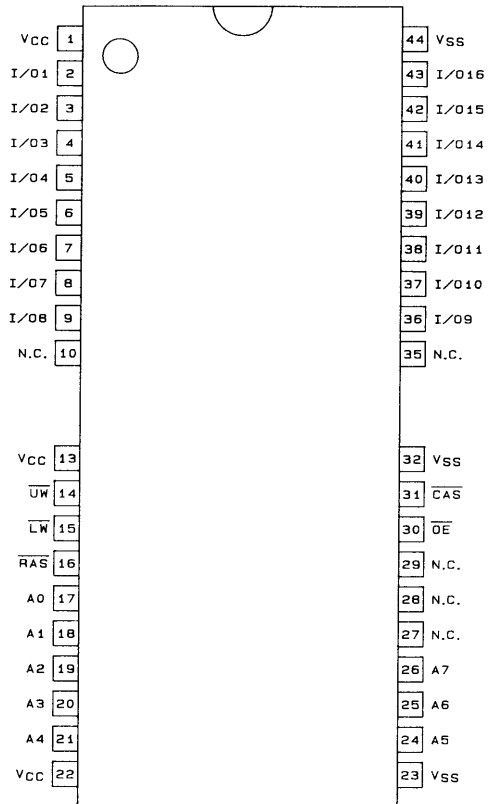 VCC 1 44 VSS
I/O1 2 43 I/O16
I/O2 3 42 I/O15
I/O3 4 41 I/O14
I/O4 5 40 I/O13
I/O5 6 39 I/O12
I/O6 7 38 I/O11
I/O7 8 37 I/O10
I/O8 9 36 I/O9
N.C. 10 35 N.C.
VCC 13 32 VSS
UW 14 31 CAS
LW 15 30 OE
RAS 16 29 N.C.
A0 17 28 N.C.
A1 18 27 N.C.
A2 19 26 A7
A3 20 25 A6
A4 21 24 A5
VCC 22 23 VSS